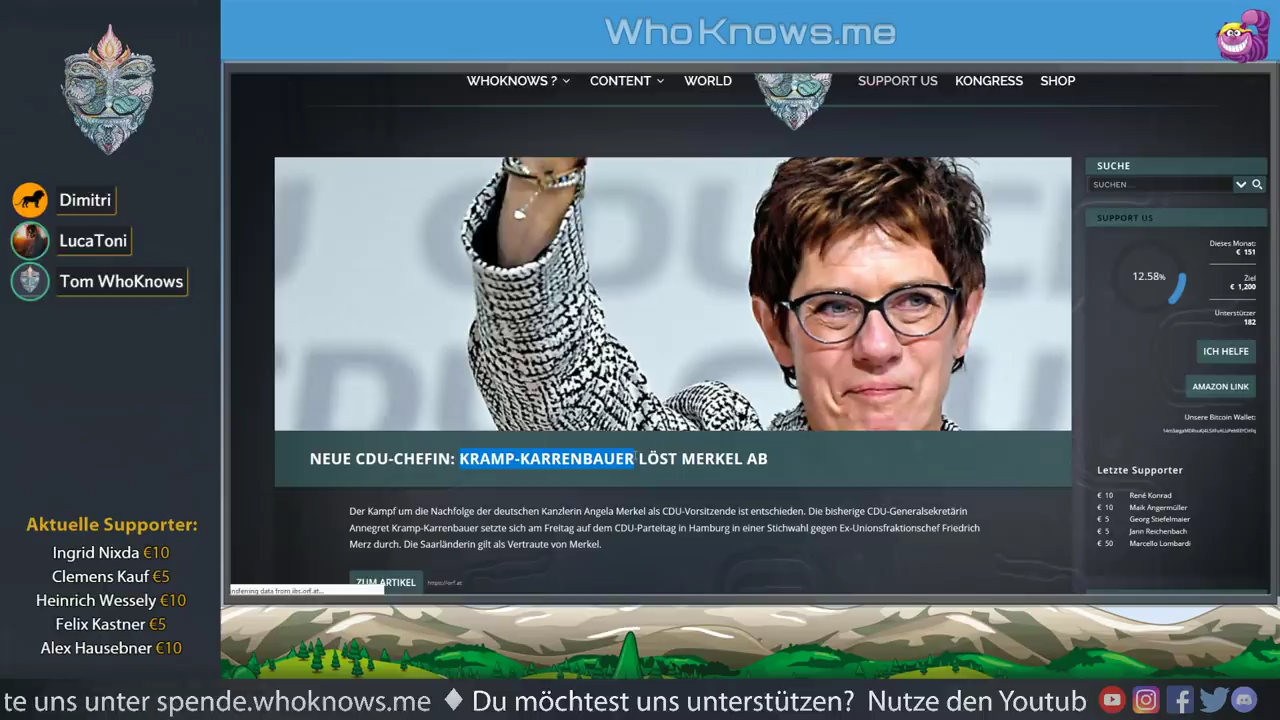 WhoKnows.me
WHOKNOWS ?
CONTENT
WORLD
SUPPORT US
KONGRESS
SHOP
Dimitri
LucaToni
Tom WhoKnows
Aktuelle Supporter:
Ingrid Nixda €10
Clemens Kauf €5
Heinrich Wessely €10
Felix Kastner €5
Alex Hausebner €10
NEUE CDU-CHEFIN: KRAMP-KARRENBAUER LÖST MERKEL AB
Der Kampf um die Nachfolge der deutschen Kanzlerin Angela Merkel als CDU-Vorsitzende ist entschieden. Die bisherige CDU-Generalsekretärin
Annegret Kramp-Karrenbauer setzte sich am Freitag auf dem CDU-Parteitag in Hamburg in einer Stichwahl gegen Ex-Unionsfraktionschef Friedrich
Merz durch. Die Saarländerin gilt als Vertraute von Merkel.
ZUM ARTIKEL
https://orf.at
SUCHE
SUCHEN ...
SUPPORT US
12.58%
Dieses Monat:
€ 151
Ziel
€ 1,200
Unterstützer
182
ICH HELFE
AMAZON LINK
Unsere Bitcoin Wallet:
Letzte Supporter
€ 10 René Konrad
€ 10 Maik Angermüller
€ 5 Georg Stiefelmaier
€ 5 Jann Reichenbach
€ 50 Marcello Lombardi
te uns unter spende.whoknows.me ♦ Du möchtest uns unterstützen? Nutze den Youtub